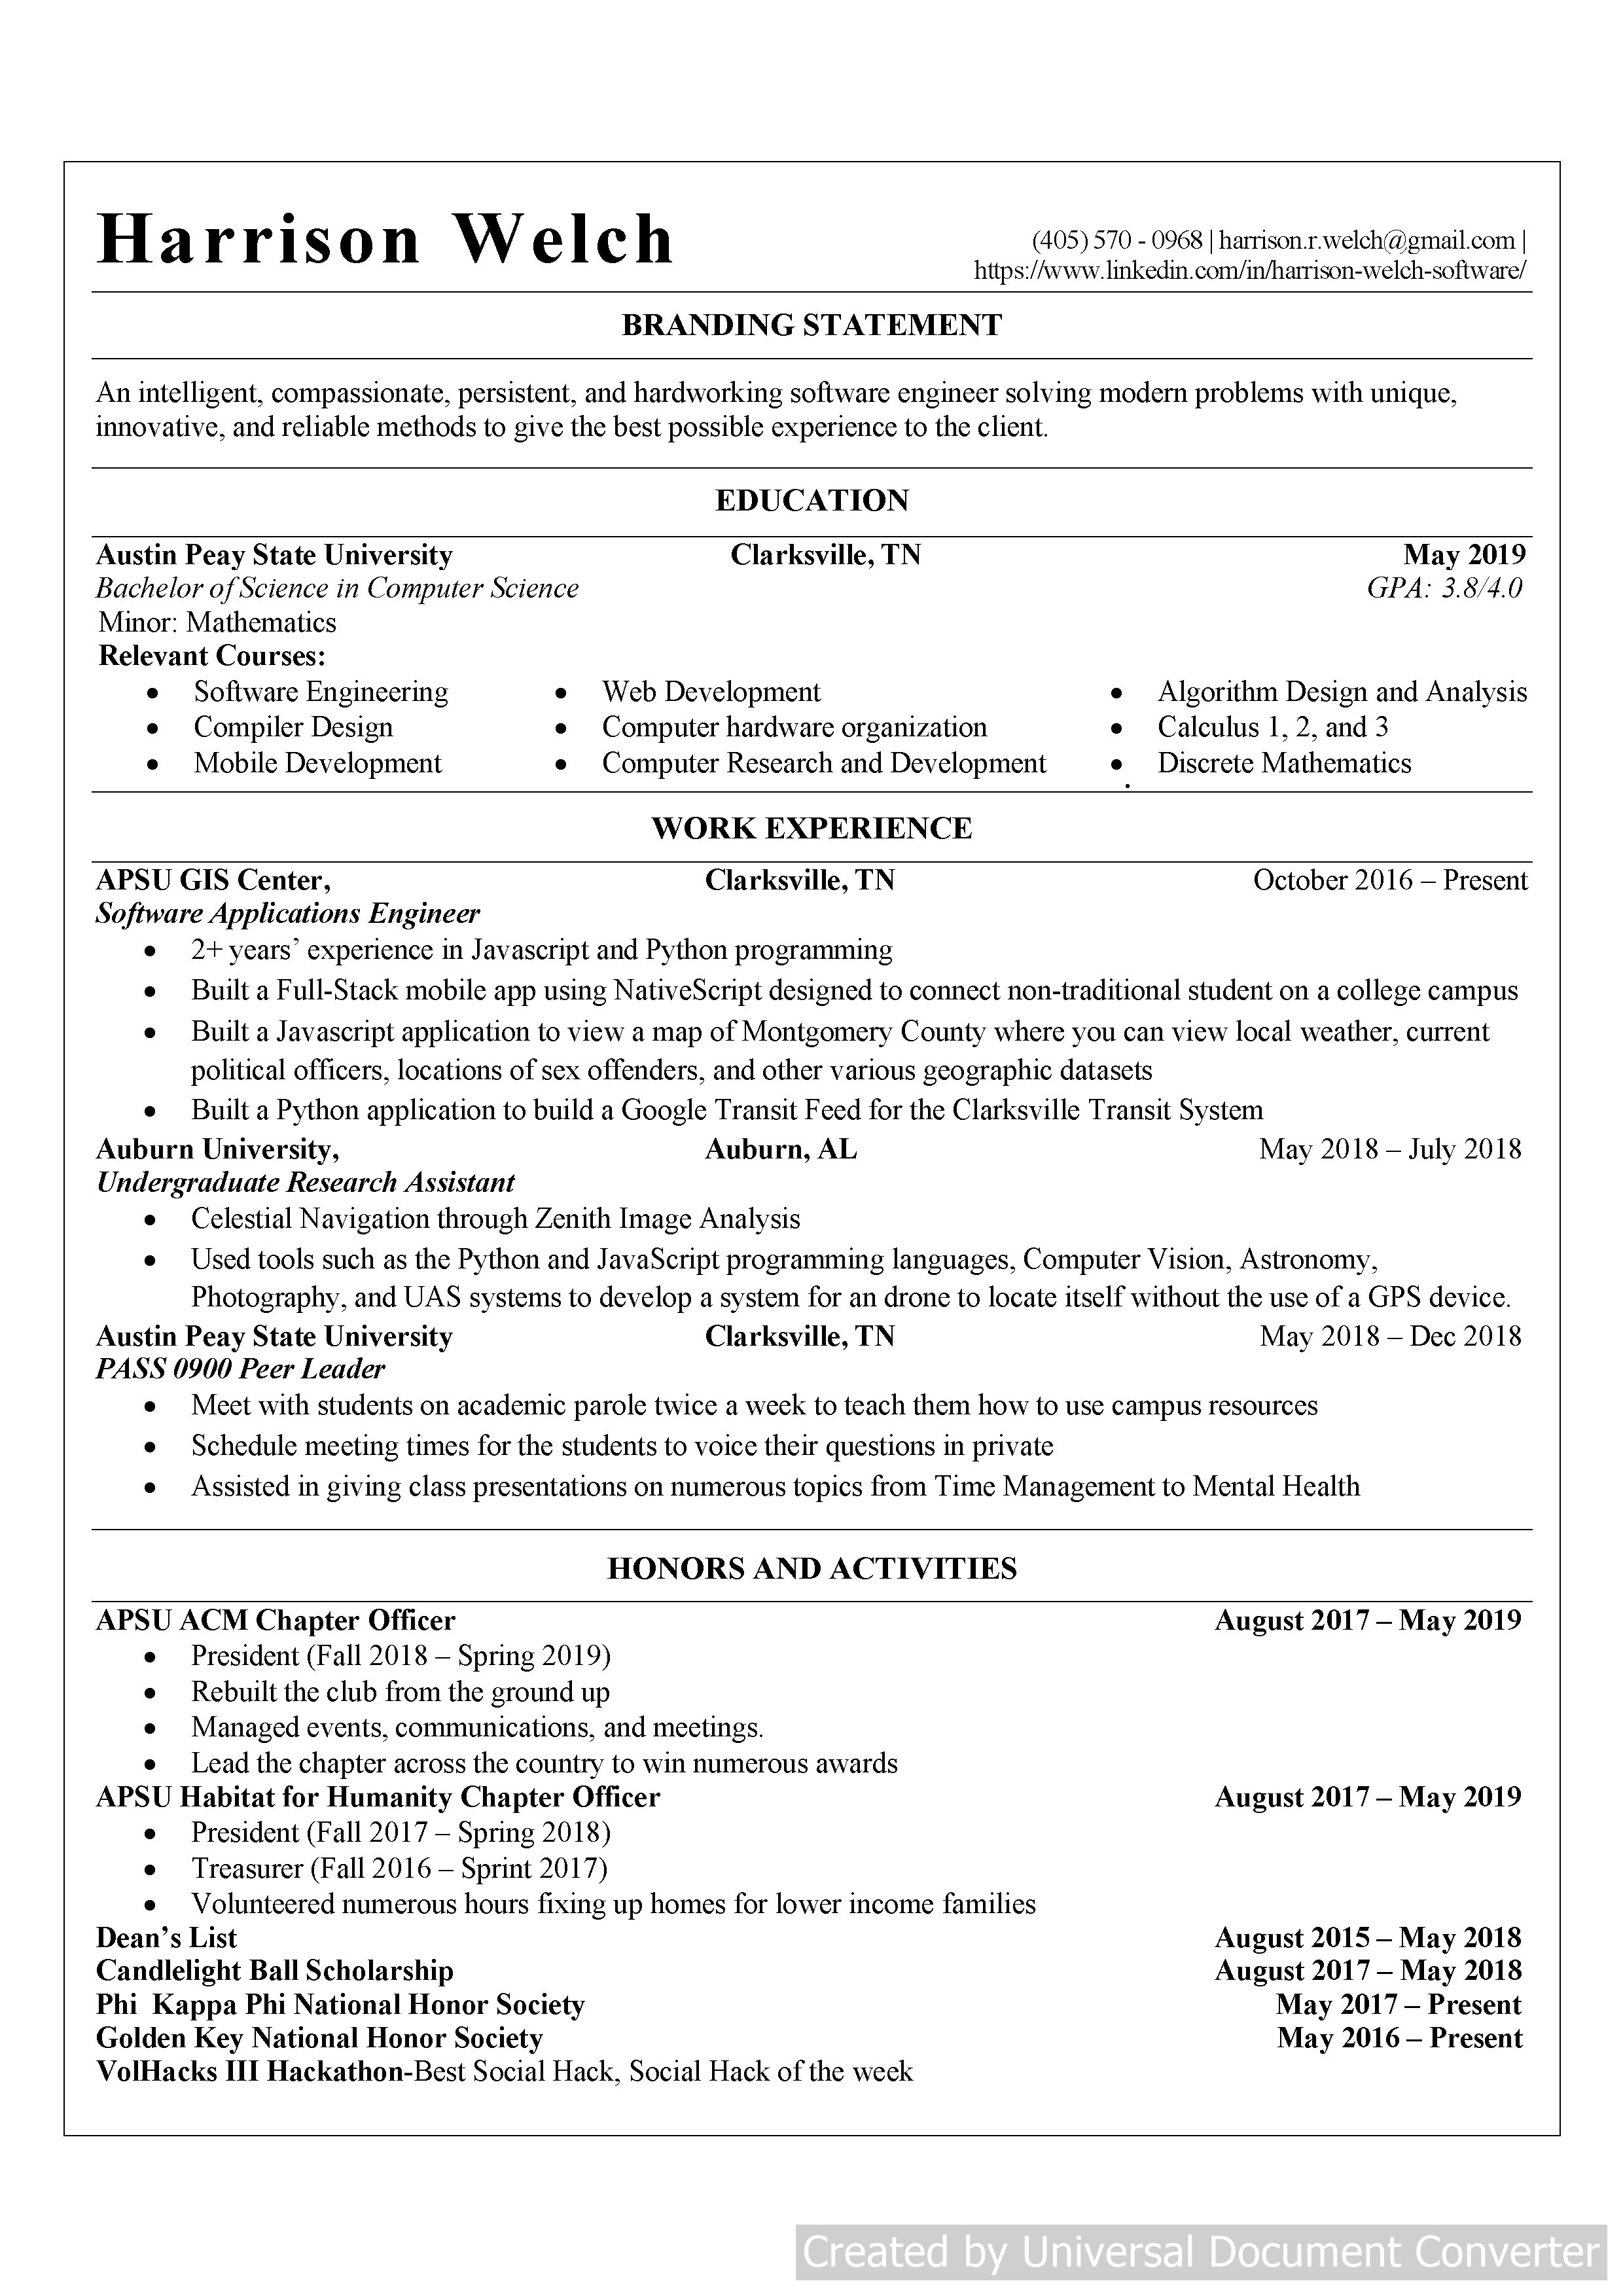 Harrison Welch
(405) 570 - 0968 | harrison.r.welch@gmail.com |
https://www.linkedin.com/in/harrison-welch-software/
BRANDING STATEMENT
An intelligent, compassionate, persistent, and hardworking software engineer solving modern problems with unique,
innovative, and reliable methods to give the best possible experience to the client.
EDUCATION
Austin Peay State University Clarksville, TN May 2019
Bachelor of Science in Computer Science GPA: 3.8/4.0
Minor: Mathematics
Relevant Courses:
• Software Engineering • Web Development • Algorithm Design and Analysis
• Compiler Design • Computer hardware organization • Calculus 1, 2, and 3
• Mobile Development • Computer Research and Development • Discrete Mathematics
.
WORK EXPERIENCE
APSU GIS Center, Clarksville, TN October 2016 – Present
Software Applications Engineer
• 2+ years’ experience in Javascript and Python programming
• Built a Full-Stack mobile app using NativeScript designed to connect non-traditional student on a college campus
• Built a Javascript application to view a map of Montgomery County where you can view local weather, current
political officers, locations of sex offenders, and other various geographic datasets
• Built a Python application to build a Google Transit Feed for the Clarksville Transit System
Auburn University, Auburn, AL May 2018 – July 2018
Undergraduate Research Assistant
• Celestial Navigation through Zenith Image Analysis
• Used tools such as the Python and JavaScript programming languages, Computer Vision, Astronomy,
Photography, and UAS systems to develop a system for an drone to locate itself without the use of a GPS device.
Austin Peay State University Clarksville, TN May 2018 – Dec 2018
PASS 0900 Peer Leader
• Meet with students on academic parole twice a week to teach them how to use campus resources
• Schedule meeting times for the students to voice their questions in private
• Assisted in giving class presentations on numerous topics from Time Management to Mental Health
HONORS AND ACTIVITIES
APSU ACM Chapter Officer August 2017 – May 2019
• President (Fall 2018 – Spring 2019)
• Rebuilt the club from the ground up
• Managed events, communications, and meetings.
• Lead the chapter across the country to win numerous awards
APSU Habitat for Humanity Chapter Officer August 2017 – May 2019
• President (Fall 2017 – Spring 2018)
• Treasurer (Fall 2016 – Sprint 2017)
• Volunteered numerous hours fixing up homes for lower income families
Dean’s List August 2015 – May 2018
Candlelight Ball Scholarship August 2017 – May 2018
Phi Kappa Phi National Honor Society May 2017 – Present
Golden Key National Honor Society May 2016 – Present
VolHacks III Hackathon-Best Social Hack, Social Hack of the week
Created by Universal Document Converter